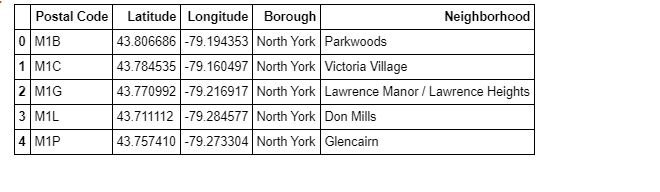 Postal Code Latitude Longitude Borough Neighborhood
0 M1B 43.806686 -79.194353 North York Parkwoods
1 M1C 43.784535 -79.160497 North York Victoria Village
2 M1G 43.770992 -79.216917 North York Lawrence Manor / Lawrence Heights
3 M1L 43.711112 -79.284577 North York Don Mills
4 M1P 43.757410 -79.273304 North York Glencairn